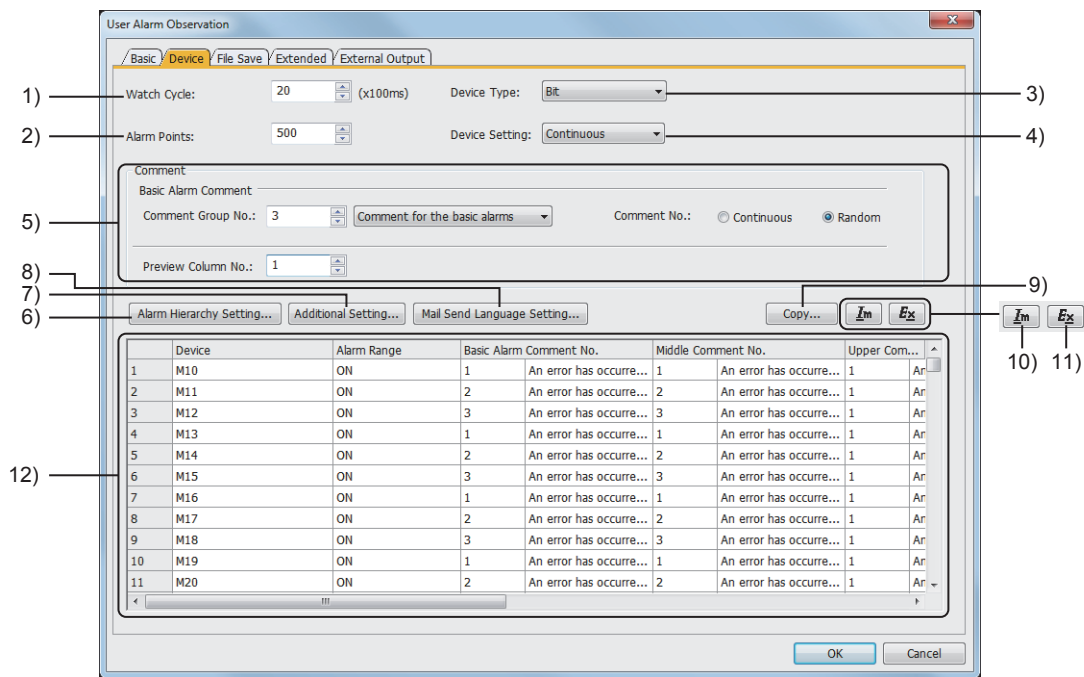 User Alarm Observation
Basic Device File Save Extended External Output
1) Watch Cycle: 20 (x100ms) Device Type: Bit 3)
2) Alarm Points: 500 Device Setting: Continuous 4)
Comment
Basic Alarm Comment
5) Comment Group No.: 3 Comment for the basic alarms Comment No.: Continuous Random
Preview Column No.: 1
8)
7) 9)
6) Alarm Hierarchy Setting... Additional Setting... Mail Send Language Setting... Copy... Im Ex Im Ex
10) 11)
Device Alarm Range Basic Alarm Comment No. Middle Comment No. Upper Com...
1 M10 ON 1 An error has occurre... 1 An error has occurre... 1 An
2 M11 ON 2 An error has occurre... 2 An error has occurre... 1 An
3 M12 ON 3 An error has occurre... 3 An error has occurre... 1 An
4 M13 ON 1 An error has occurre... 1 An error has occurre... 1 An
5 M14 ON 2 An error has occurre... 2 An error has occurre... 1 An
12) 6 M15 ON 3 An error has occurre... 3 An error has occurre... 1 An
7 M16 ON 1 An error has occurre... 1 An error has occurre... 1 An
8 M17 ON 2 An error has occurre... 2 An error has occurre... 1 An
9 M18 ON 3 An error has occurre... 3 An error has occurre... 1 An
10 M19 ON 1 An error has occurre... 1 An error has occurre... 1 An
11 M20 ON 2 An error has occurre... 2 An error has occurre... 1 An
OK Cancel